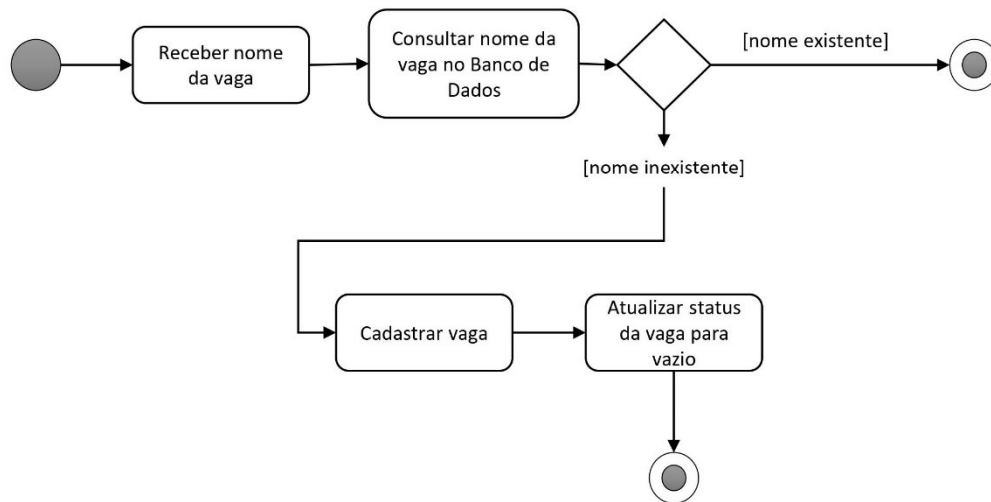 Receber nome
da vaga
Consultar nome da
vaga no Banco de
Dados
[nome existente]
[nome inexistente]
Cadastrar vaga
Atualizar status
da vaga para
vazio